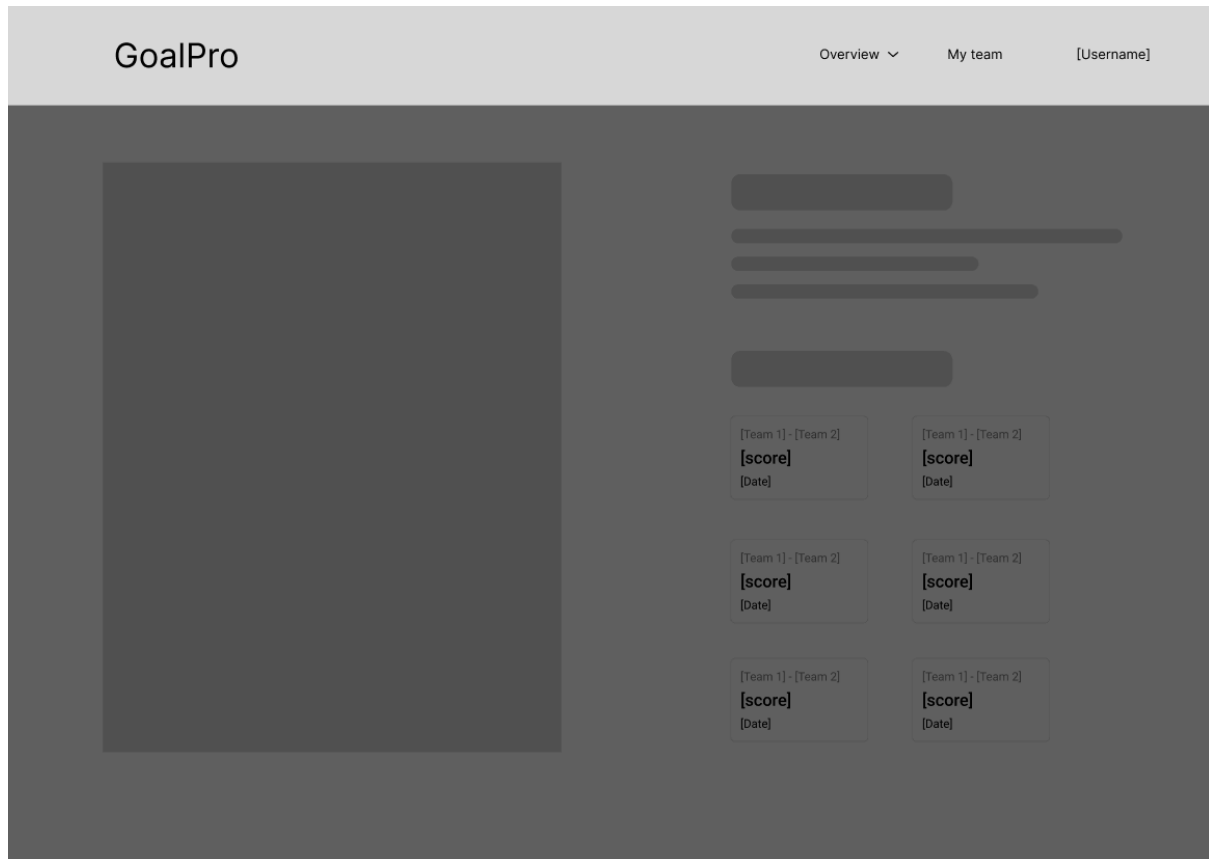 GoalPro
Overview
My team
[Username]
[Team 1] - [Team 2]
[score]
[Date]
[Team 1] - [Team 2]
[score]
[Date]
[Team 1] - [Team 2]
[score]
[Date]
[Team 1] - [Team 2]
[score]
[Date]
[Team 1] - [Team 2]
[score]
[Date]
[Team 1] - [Team 2]
[score]
[Date]